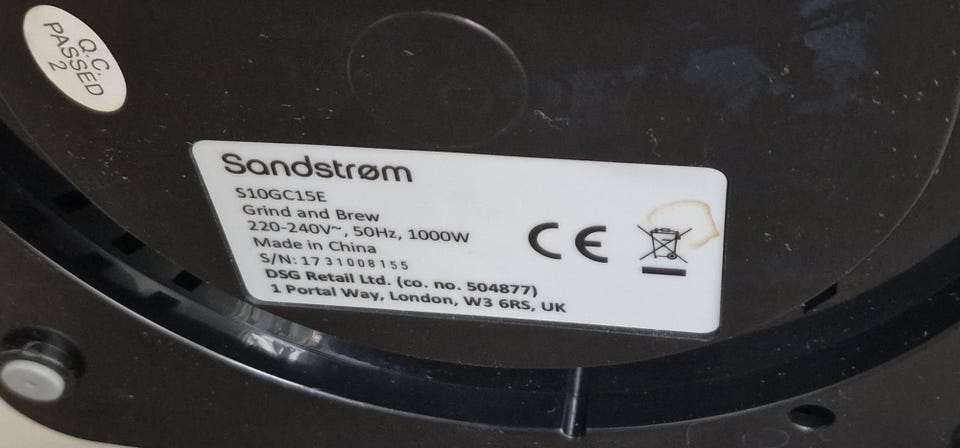 Q.C.
PASSED
2
Sandstrøm
S10GC15E
Grind and Brew
220-240V~, 50Hz, 1000W
Made in China
S/N: 1731008155
DSG Retail Ltd. (co. no. 504877)
1 Portal Way, London, W3 6RS, UK
CE